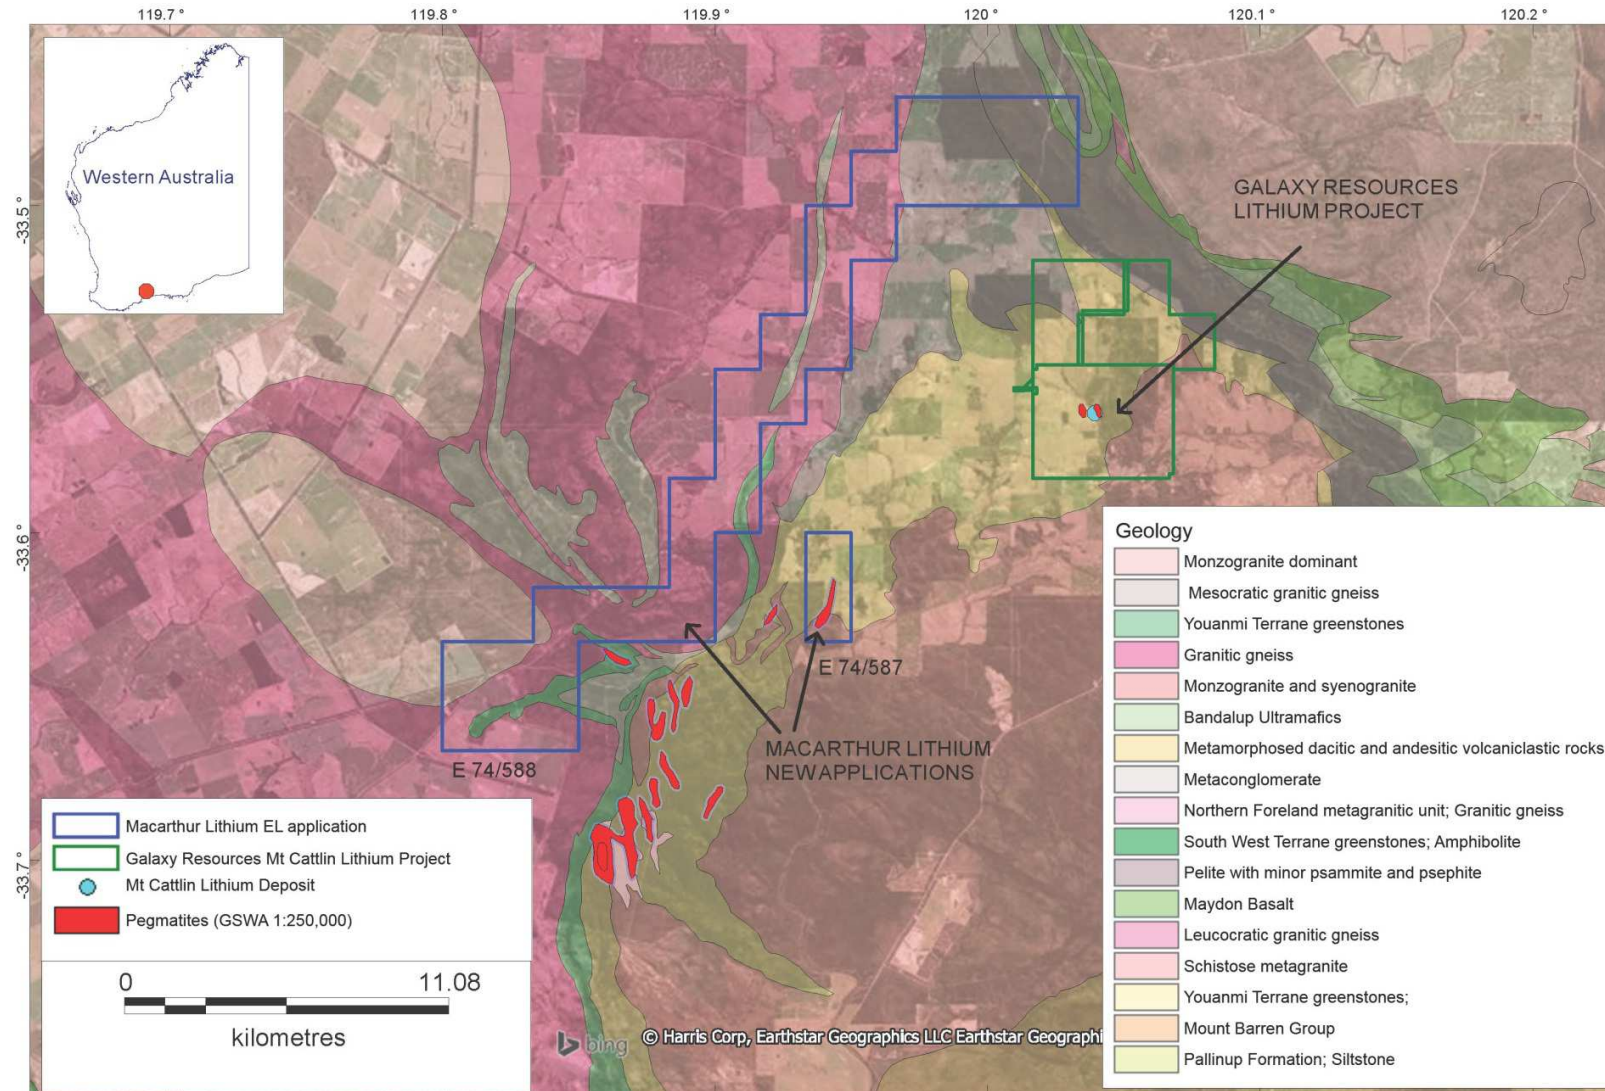 119.7 °
119.8 °
119.9 °
120 °
120.1 °
120.2 °
-33.5 °
-33.6 °
-33.7 °
Western Australia
GALAXY RESOURCES
LITHIUM PROJECT
E 74/587
E 74/588
MACARTHUR LITHIUM
NEW APPLICATIONS
Macarthur Lithium EL application
Galaxy Resources Mt Cattlin Lithium Project
Mt Cattlin Lithium Deposit
Pegmatites (GSWA 1:250,000)
0
11.08
kilometres
Geology
Monzogranite dominant
Mesocratic granitic gneiss
Youanmi Terrane greenstones
Granitic gneiss
Monzogranite and syenogranite
Bandalup Ultramafics
Metamorphosed dacitic and andesitic volcaniclastic rocks
Metaconglomerate
Northern Foreland metagranitic unit; Granitic gneiss
South West Terrane greenstones; Amphibolite
Pelite with minor psammite and psephite
Maydon Basalt
Leucocratic granitic gneiss
Schistose metagranite
Youanmi Terrane greenstones;
Mount Barren Group
Pallinup Formation; Siltstone
bing
© Harris Corp, Earthstar Geographics LLC Earthstar Geographi